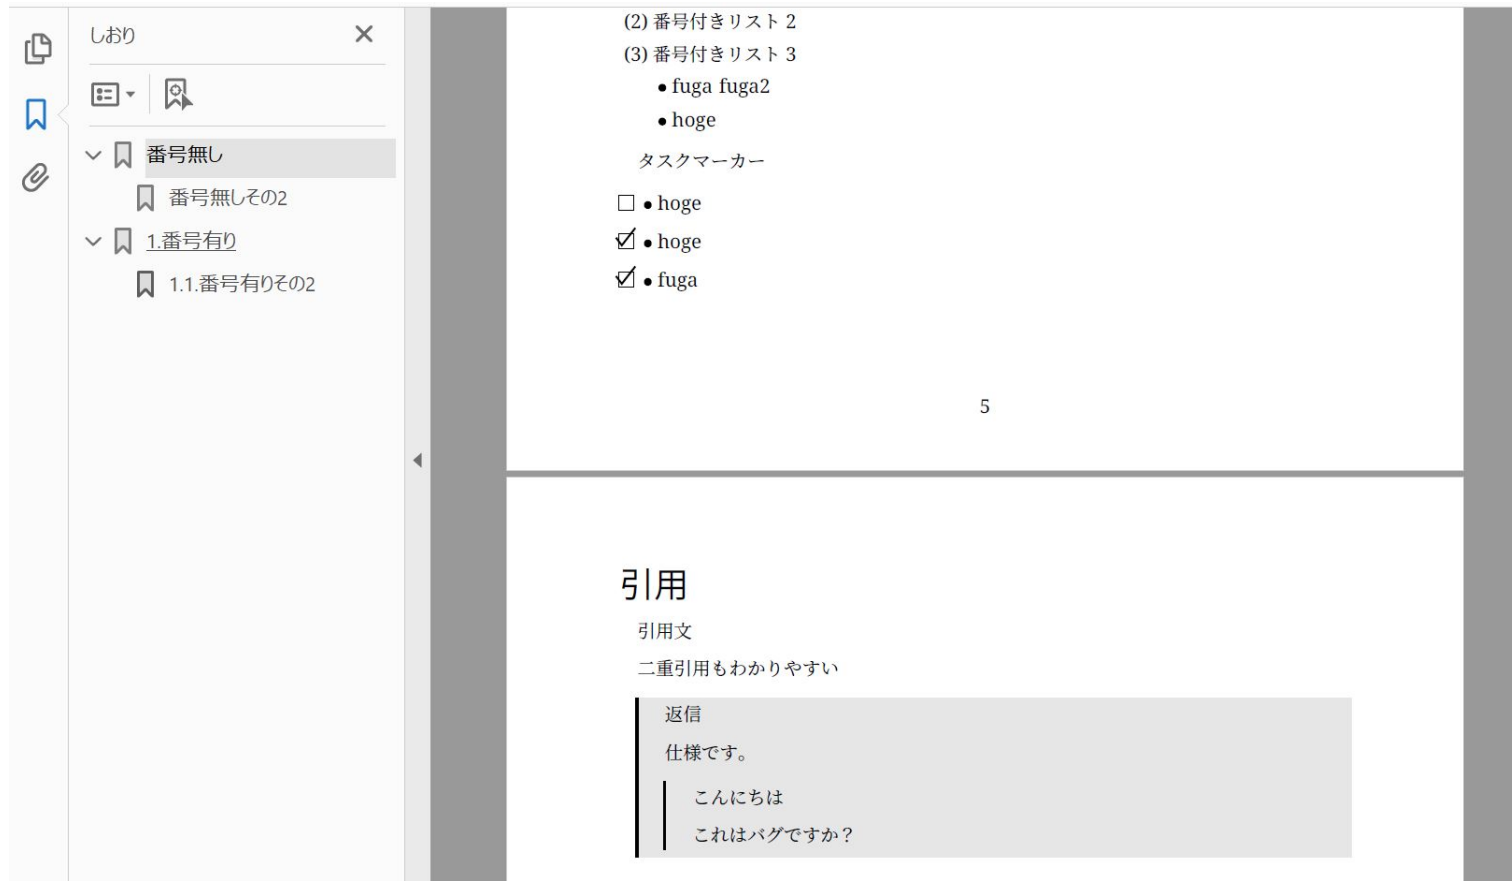 しおり
番号無し
番号無しその2
1.番号有り
1.1.番号有りその2
(2) 番号付きリスト 2
(3) 番号付きリスト 3
• fuga fuga2
• hoge
タスクマーカー
☐ • hoge
☑ • hoge
☑ • fuga
5
引用
引用文
二重引用もわかりやすい
返信
仕様です。
こんにちは
これはバグですか？